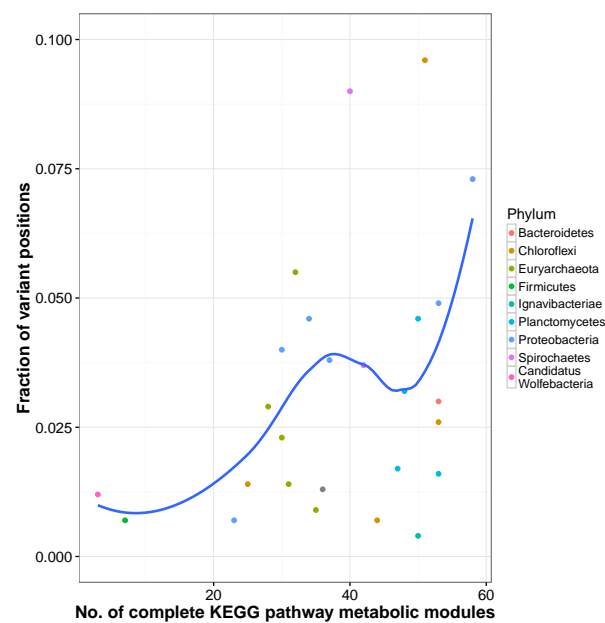 0.100
0.075
0.050
0.025
0.000
Fraction of variant positions
20
40
60
No. of complete KEGG pathway metabolic modules
Phylum
Bacteroidetes
Chloroflexi
Euryarchaeota
Firmicutes
Ignavibacteriae
Planctomycetes
Proteobacteria
Spirochaetes
Candidatus
Wolfebacteria